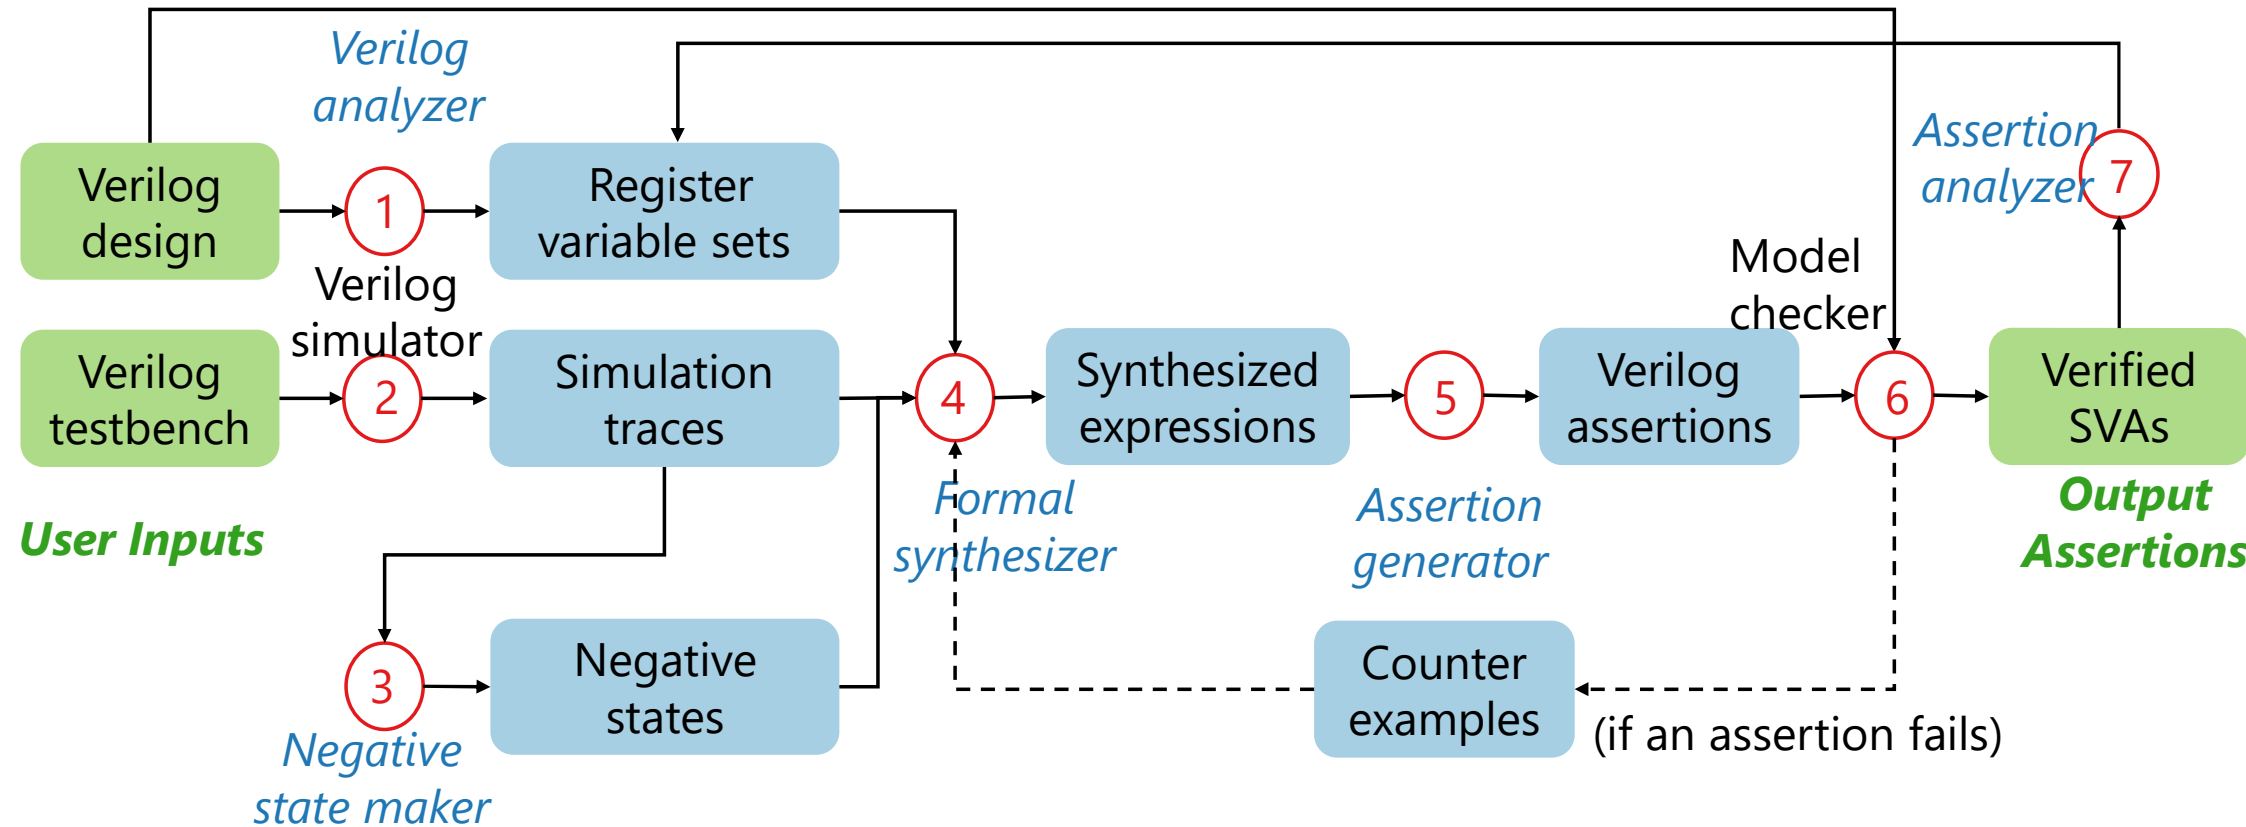 Verilog
analyzer
Verilog
design
1
Register
variable sets
Assertion
analyzer
7
Verilog
simulator
Model
checker
Verilog
testbench
2
Simulation
traces
4
Synthesized
expressions
5
Verilog
assertions
6
Verified
SVAs
User Inputs
Formal
synthesizer
Assertion
generator
Output
Assertions
3
Negative
states
Counter
examples
(if an assertion fails)
Negative
state maker